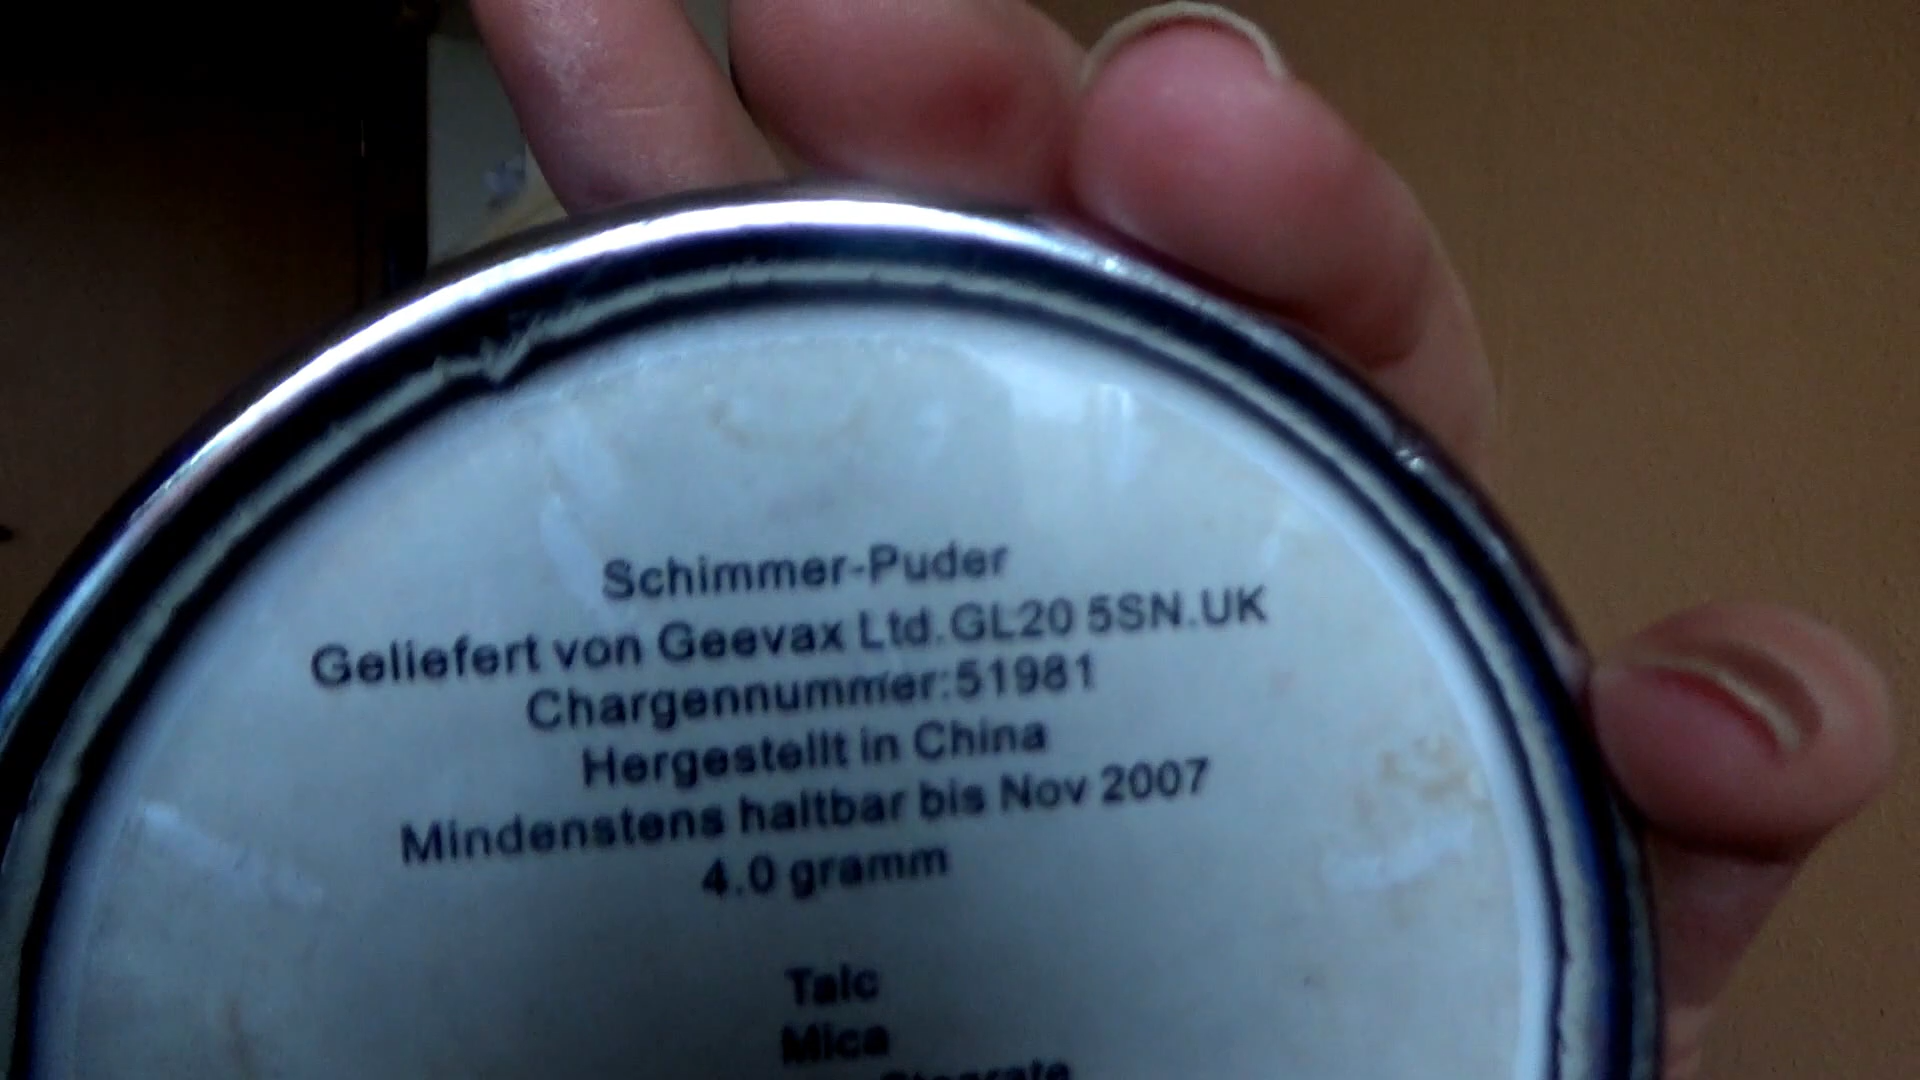 Schimmer-Puder
Geliefert von Geevax Ltd.GL20 5SN.UK
Chargennummer:51981
Hergestellt in China
Mindenstens haltbar bis Nov 2007
4.0 gramm
Talc
Mica
Stearate